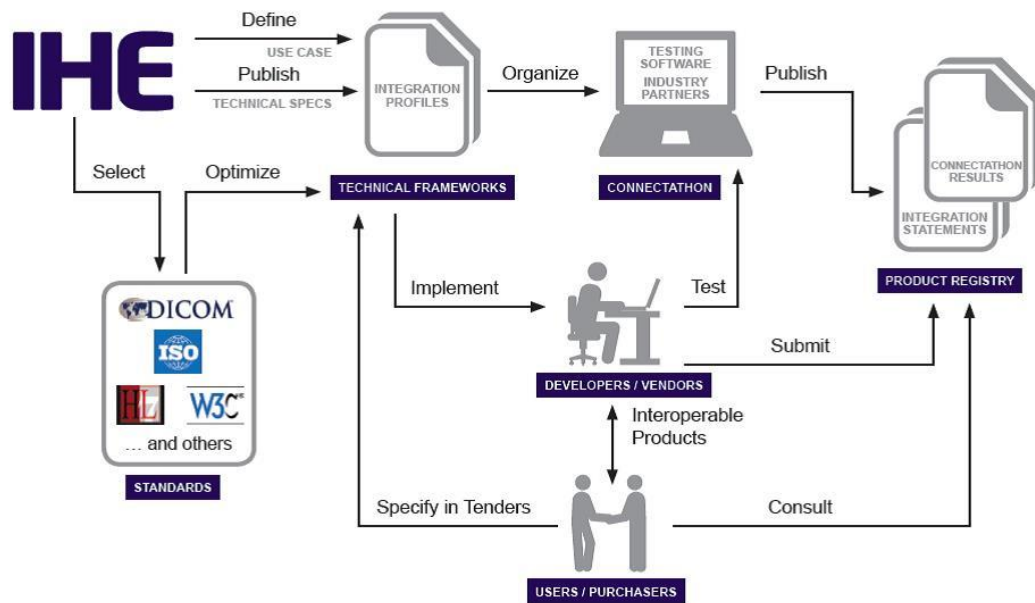 IHE
Define
USE CASE
Publish
TECHNICAL SPECS
INTEGRATION
PROFILES
Organize
TESTING
SOFTWARE
INDUSTRY
PARTNERS
Publish
CONNECTATHON
RESULTS
INTEGRATION
STATEMENTS
Select
Optimize
TECHNICAL FRAMEWORKS
CONNECTATHON
PRODUCT REGISTRY
DICOM
ISO
HL7
W3C®
... and others
STANDARDS
Implement
Test
Submit
DEVELOPERS / VENDORS
Interoperable
Products
Specify in Tenders
Consult
USERS / PURCHASERS